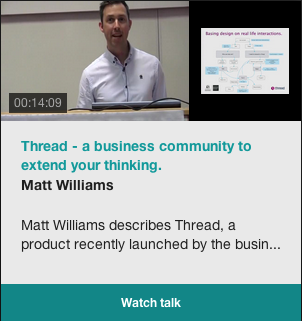 Basing design on real life interactions.
00:14:09
Thread - a business community to
extend your thinking.
Matt Williams
Matt Williams describes Thread, a
product recently launched by the busin...
Watch talk